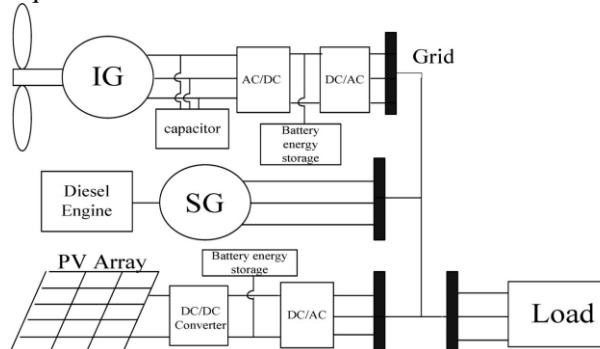 IG
AC/DC
DC/AC
Grid
capacitor
Battery
energy
storage
Diesel
Engine
SG
PV Array
Battery energy
storage
DC/DC
Converter
DC/AC
Load